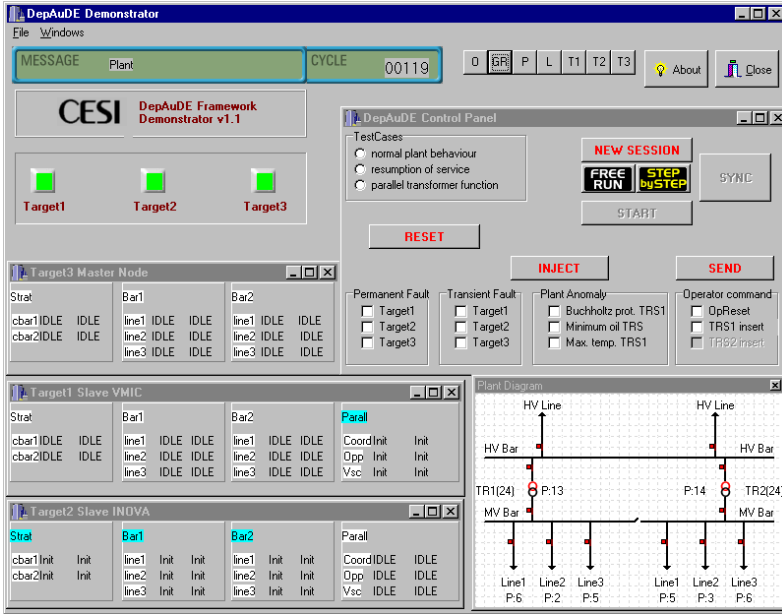 DepAuDE Demonstrator
File Windows
MESSAGE Plant CYCLE 00119
O GR P L T1 T2 T3 About Close
CESI DepAuDE Framework
Demonstrator v1.1
Target1 Target2 Target3
DepAuDE Control Panel
TestCases
normal plant behaviour
resumption of service
parallel transformer function
NEW SESSION
FREE RUN STEP bySTEP
SYNC
START
RESET
INJECT SEND
Permanent Fault Transient Fault Plant Anomaly Operator command
Target1 Target1 Buchholtz prot. TRS1 OpReset
Target2 Target2 Minimum oil TRS TRS1 insert
Target3 Target3 Max. temp. TRS1 TRS2 insert
Target3 Master Node
Strat Bar1 Bar2
cbar1 IDLE IDLE line1 IDLE IDLE line1 IDLE IDLE
cbar2 IDLE IDLE line2 IDLE IDLE line2 IDLE IDLE
line3 IDLE IDLE line3 IDLE IDLE
Target1 Slave VMIC
Strat Bar1 Bar2 Parall
cbar1 IDLE IDLE line1 IDLE IDLE line1 IDLE IDLE Coord Init Init
cbar2 IDLE IDLE line2 IDLE IDLE line2 IDLE IDLE Opp Init Init
line3 IDLE IDLE line3 IDLE IDLE Vsc Init Init
Target2 Slave INOVA
Strat Bar1 Bar2 Parall
cbar1 Init Init line1 Init Init line1 Init Init Coord IDLE IDLE
cbar2 Init Init line2 Init Init line2 Init Init Opp IDLE IDLE
line3 Init Init line3 Init Init Vsc IDLE IDLE
Plant Diagram
HV Line HV Line
HV Bar HV Bar
TR1(24) P:13 P:14 TR2(24)
MV Bar MV Bar
Line1 Line2 Line3 Line1 Line2 Line3
P:6 P:2 P:5 P:5 P:3 P:6